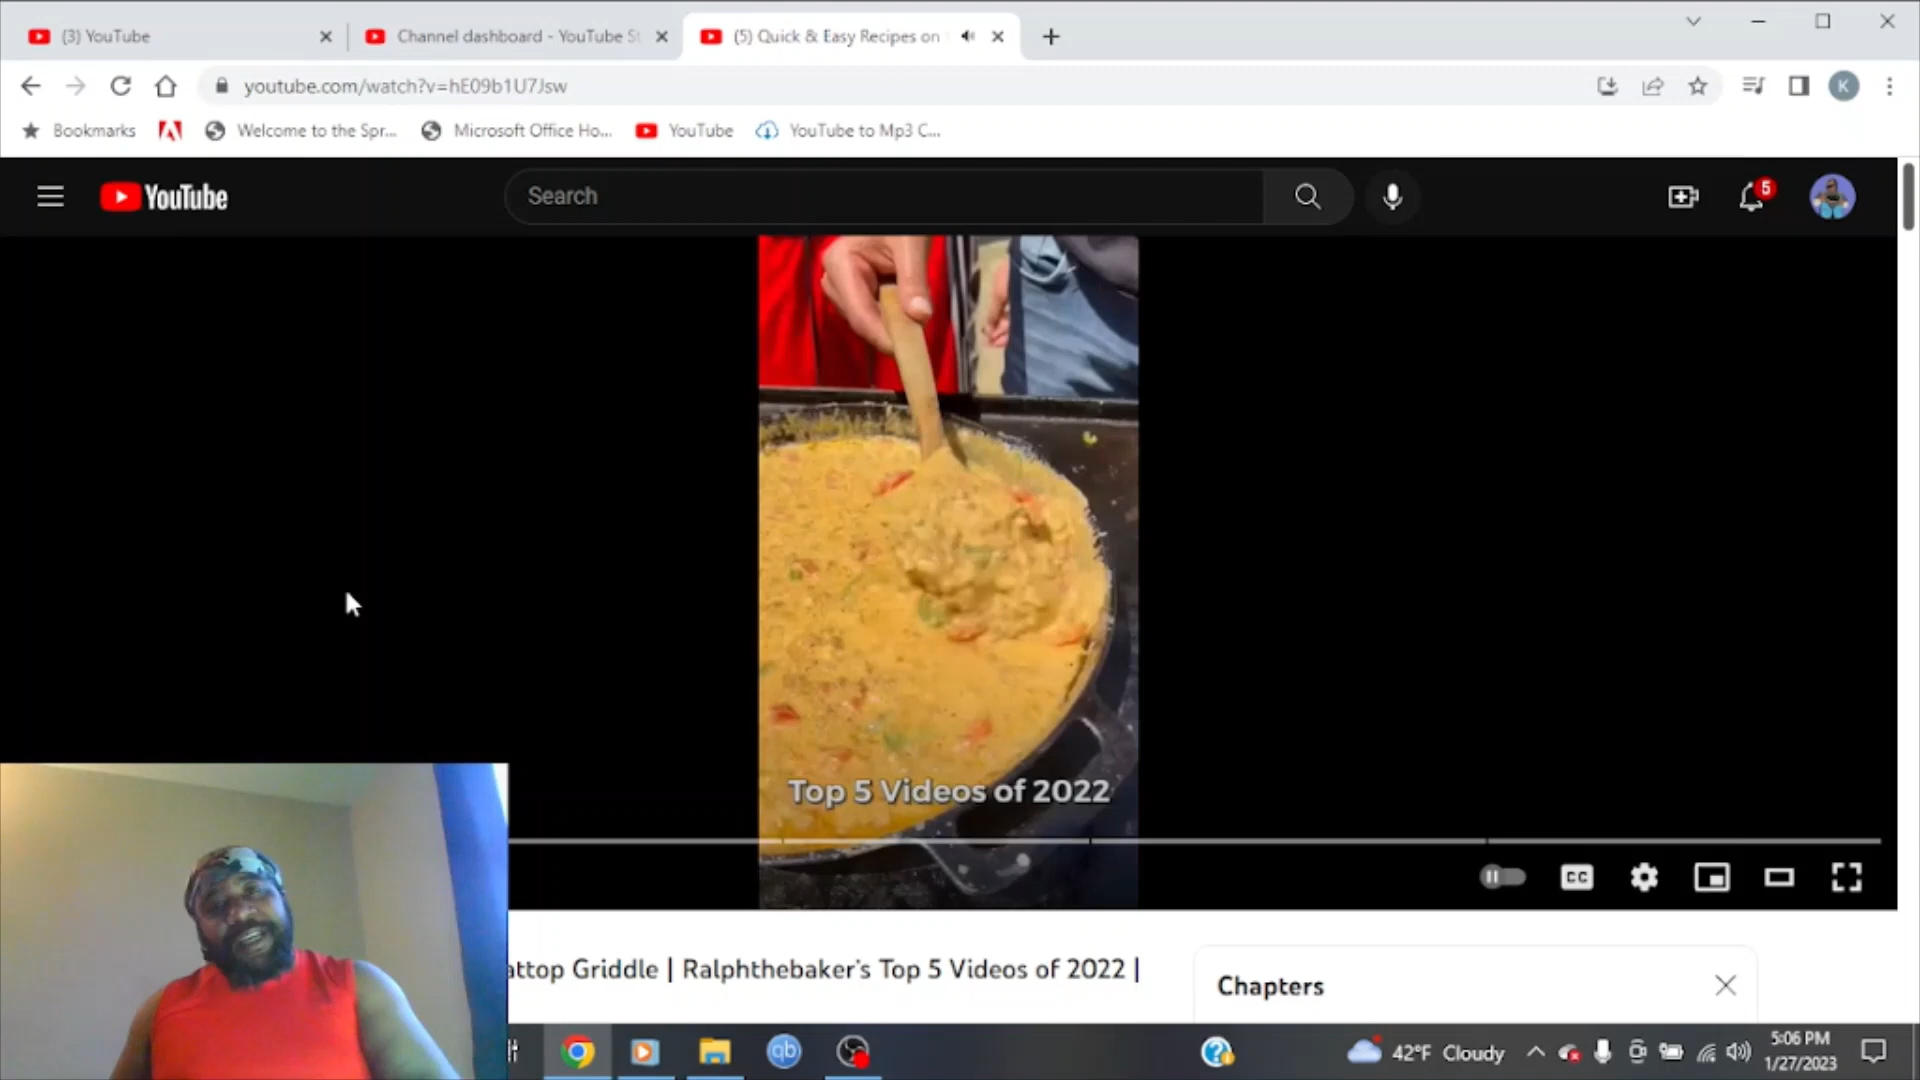 (3) YouTube
Channel dashboard - YouTube St
(5) Quick & Easy Recipes on
youtube.com/watch?v=hE09b1U7Jsw
K
Bookmarks
Welcome to the Spr...
Microsoft Office Ho...
YouTube
YouTube to Mp3 C...
YouTube
Search
5
Top 5 Videos of 2022
CC
attop Griddle | Ralphthebaker's Top 5 Videos of 2022 |
Chapters
qb
42°F Cloudy
5:06 PM
1/27/2023